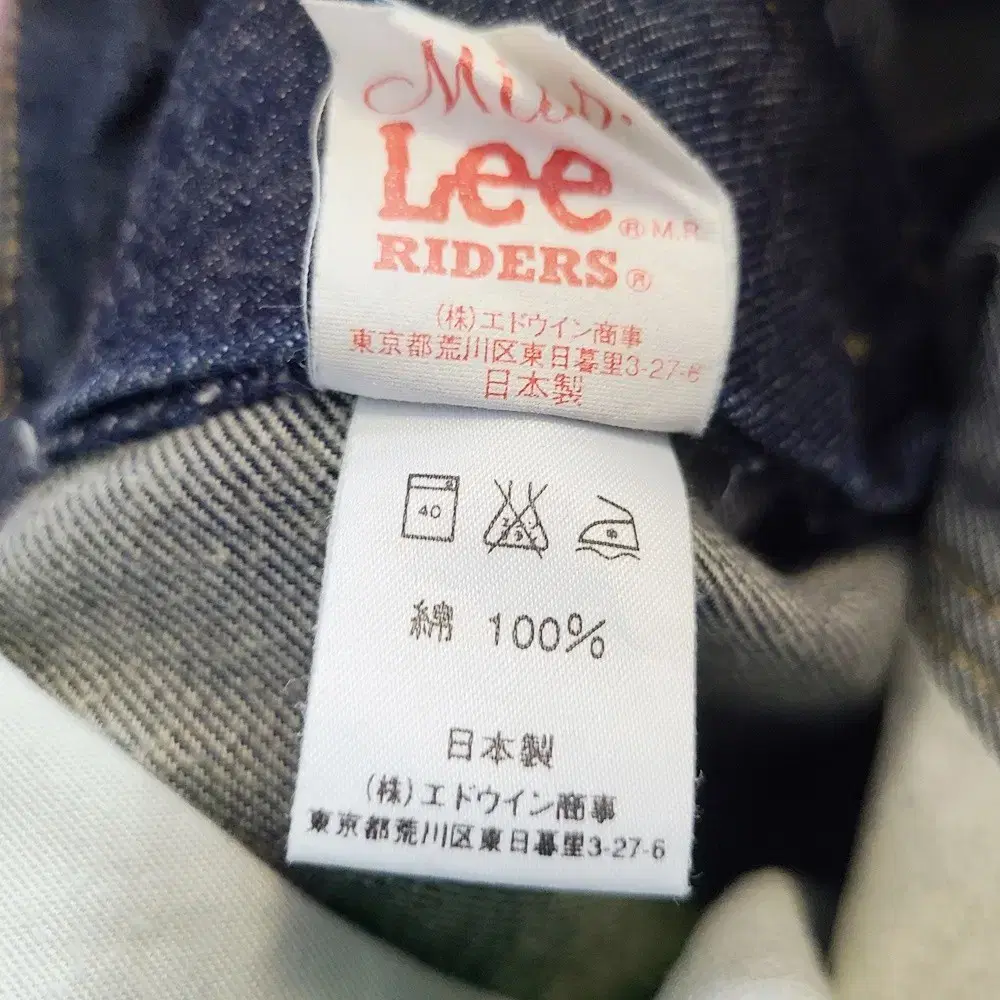 Miss.
Lee ® M.R.
RIDERS®
(株)エドウイン商事
東京都荒川区東日暮里3-27-6
日本製
40
綿 100%
日本製
(株)エドウイン商事
東京都荒川区東日暮里3-27-6